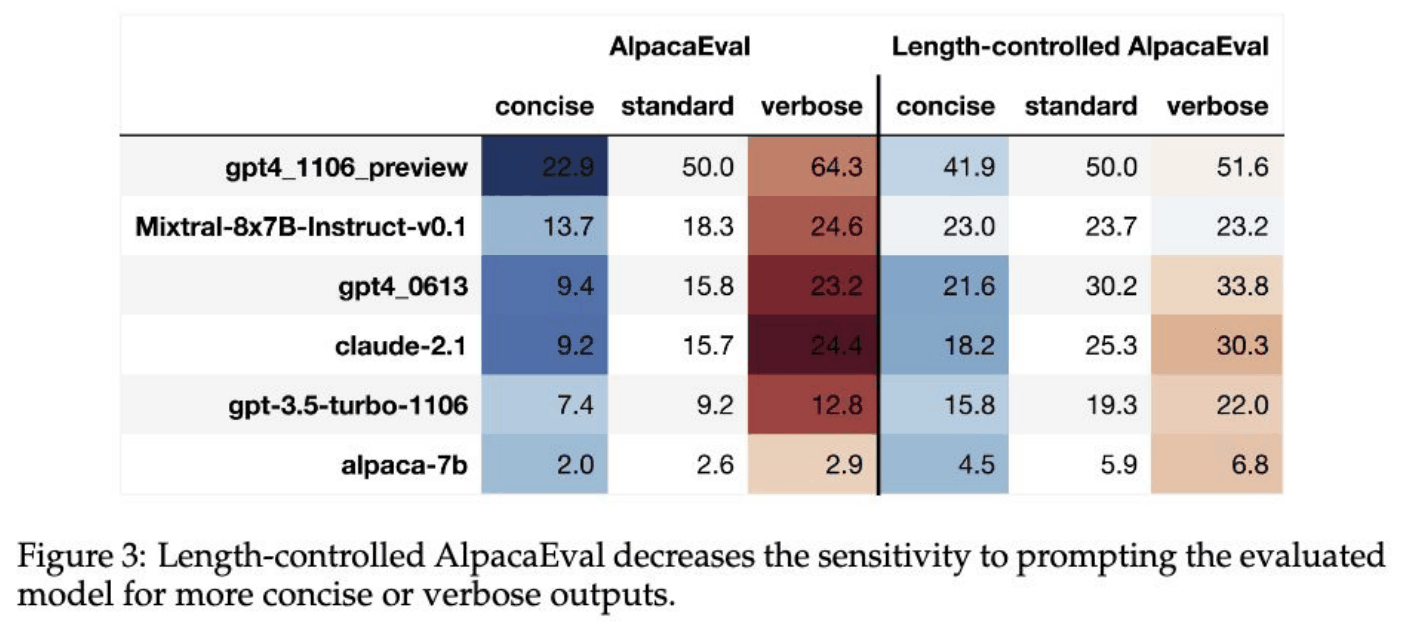 AlpacaEval Length-controlled AlpacaEval
concise standard verbose concise standard verbose
gpt4_1106_preview 22.9 50.0 64.3 41.9 50.0 51.6
Mixtral-8x7B-Instruct-v0.1 13.7 18.3 24.6 23.0 23.7 23.2
gpt4_0613 9.4 15.8 23.2 21.6 30.2 33.8
claude-2.1 9.2 15.7 24.4 18.2 25.3 30.3
gpt-3.5-turbo-1106 7.4 9.2 12.8 15.8 19.3 22.0
alpaca-7b 2.0 2.6 2.9 4.5 5.9 6.8
Figure 3: Length-controlled AlpacaEval decreases the sensitivity to prompting the evaluated
model for more concise or verbose outputs.